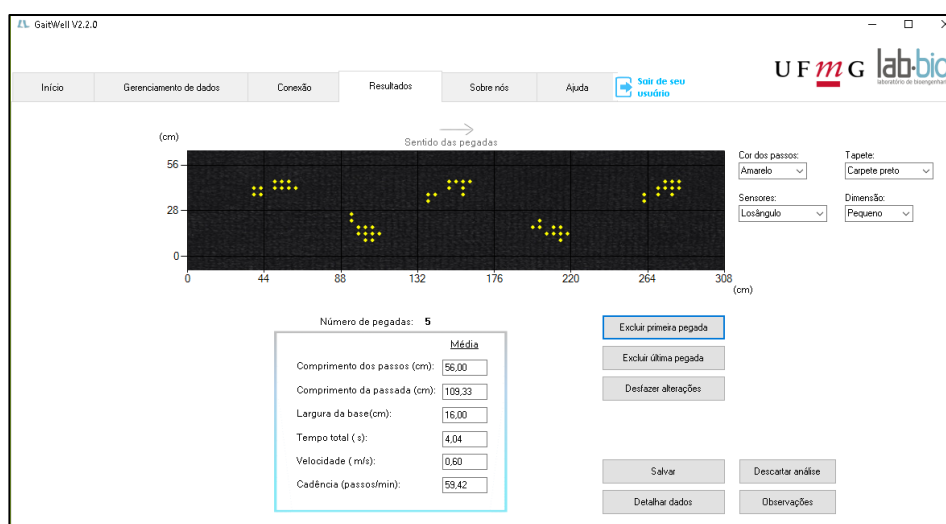 GaitWell V2.2.0
UFmG lab·bio
laboratório de bioengenhar
Início Gerenciamento de dados Conexão Resultados Sobre nós Ajuda Sair de seu
usuário
Sentido das pegadas
(cm)
56
28
0
0 44 88 132 176 220 264 308
(cm)
Cor dos passos: Tapete:
Amarelo Carpete preto
Sensores: Dimensão:
Losângulo Pequeno
Número de pegadas: 5
Média
Comprimento dos passos (cm): 56,00
Comprimento da passada (cm): 109,33
Largura da base(cm): 16,00
Tempo total ( s): 4,04
Velocidade ( m/s): 0,60
Cadência (passos/min): 59,42
Excluir primeira pegada
Excluir última pegada
Desfazer alterações
Salvar Descartar análise
Detalhar dados Observações